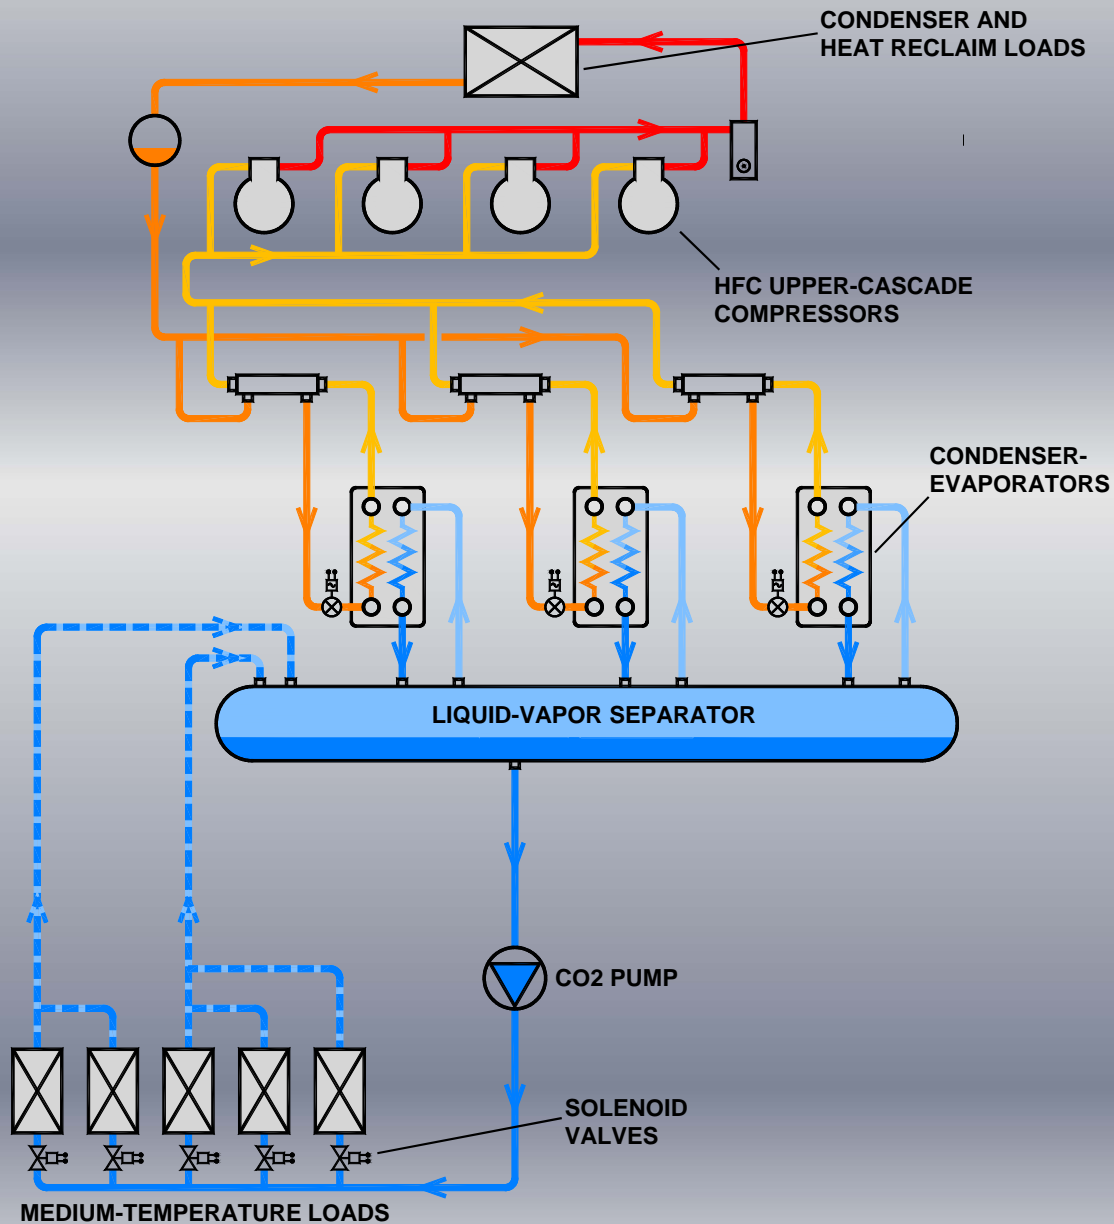 CONDENSER AND
HEAT RECLAIM LOADS
HFC UPPER-CASCADE
COMPRESSORS
CONDENSER-
EVAPORATORS
LIQUID-VAPOR SEPARATOR
CO2 PUMP
SOLENOID
VALVES
MEDIUM-TEMPERATURE LOADS